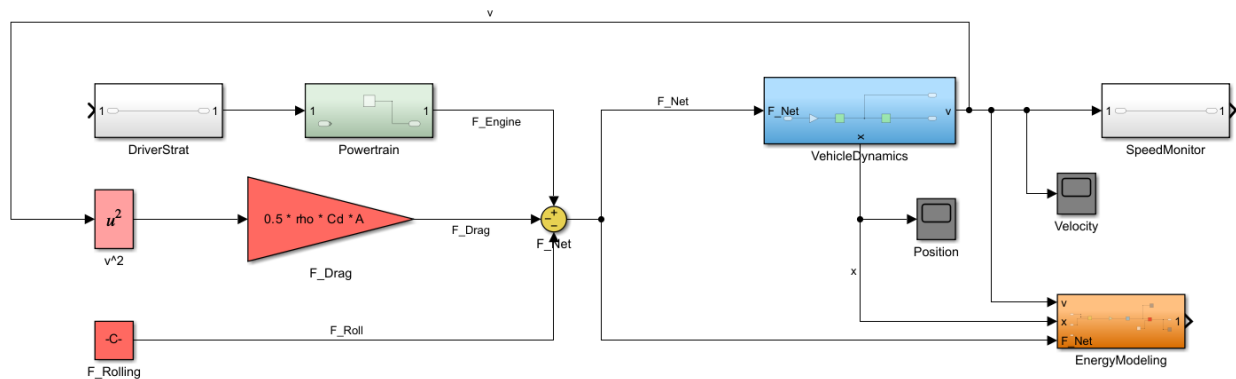 v
1
1
DriverStrat
1
1
Powertrain
F_Engine
F_Net
F_Net
v
x
VehicleDynamics
1
1
SpeedMonitor
u²
v^2
0.5 * rho * Cd * A
F_Drag
F_Drag
+
−
−
F_Net
Position
Velocity
x
-C-
F_Rolling
F_Roll
v
x
F_Net
1
EnergyModeling